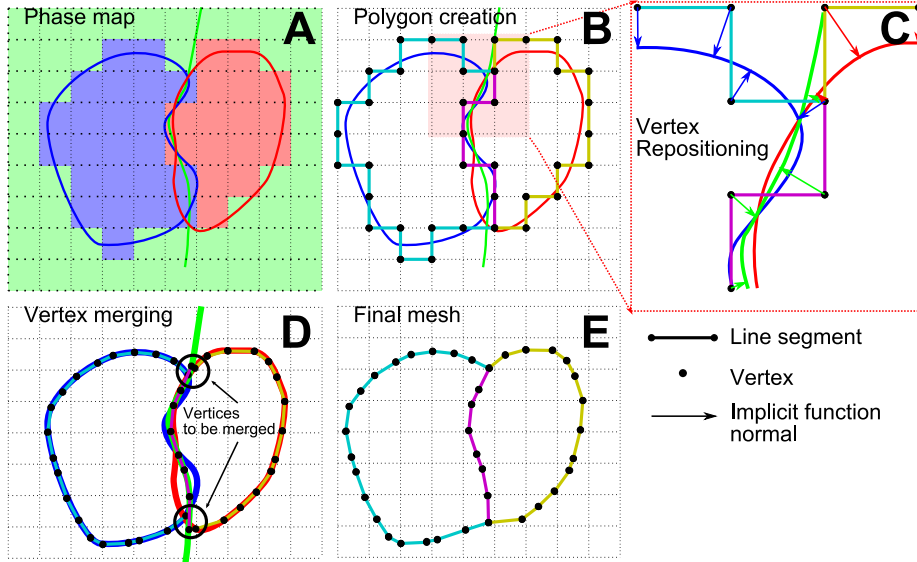 Phase map
A
Polygon creation
B
C
Vertex
Repositioning
Vertex merging
D
Vertices
to be merged
Final mesh
E
Line segment
Vertex
Implicit function
normal